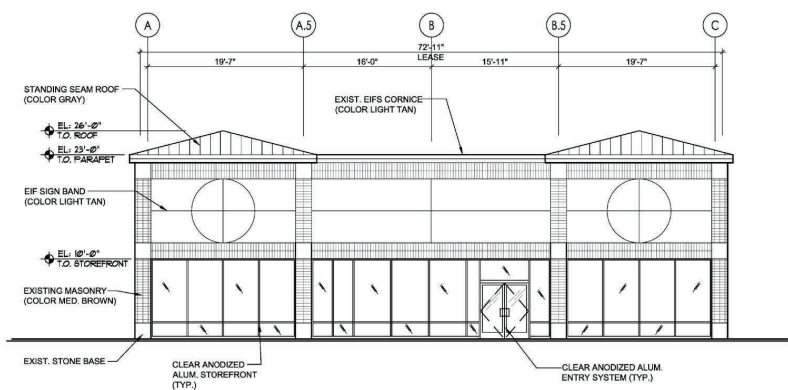 A
A.5
B
B.5
C
72'-11"
LEASE
19'-7"
16'-0"
15'-11"
19'-7"
STANDING SEAM ROOF
(COLOR GRAY)
EXIST. EIFS CORNICE
(COLOR LIGHT TAN)
EL: 26'-0"
T.O. ROOF
EL: 23'-0"
T.O. PARAPET
EIF SIGN BAND
(COLOR LIGHT TAN)
EL: 10'-0"
T.O. STOREFRONT
EXISTING MASONRY
(COLOR MED. BROWN)
EXIST. STONE BASE
CLEAR ANODIZED
ALUM. STOREFRONT
(TYP.)
CLEAR ANODIZED ALUM.
ENTRY SYSTEM (TYP.)